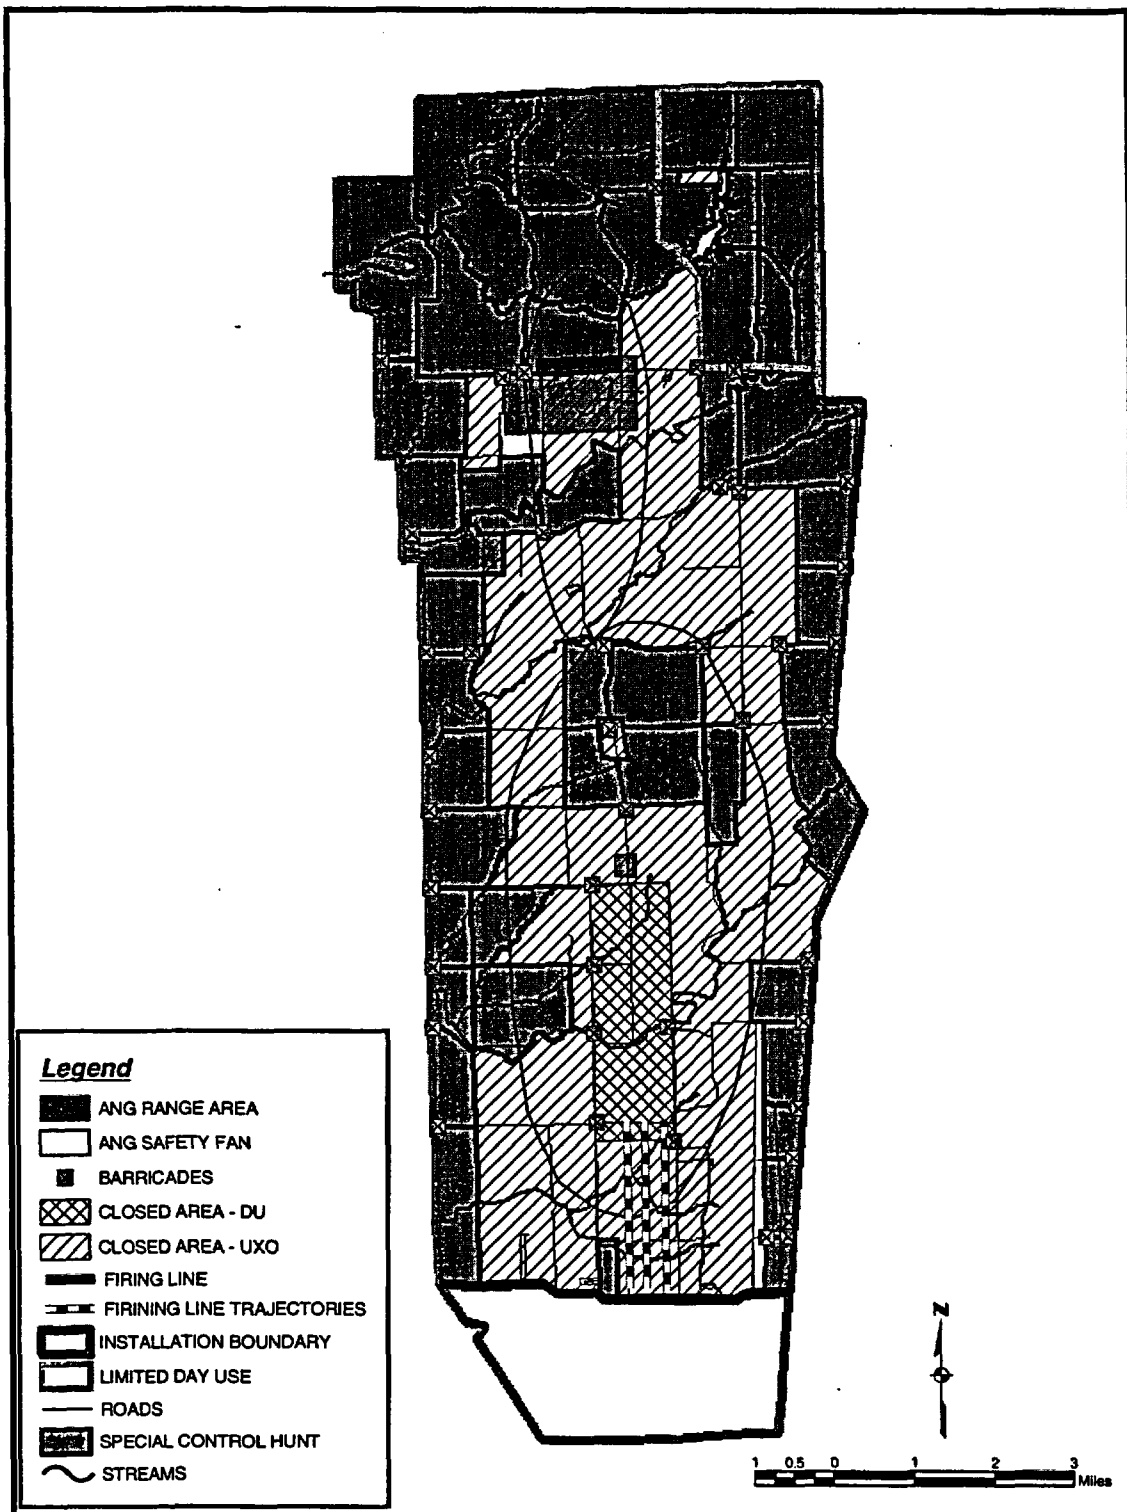 Legend
ANG RANGE AREA
ANG SAFETY FAN
BARRICADES
CLOSED AREA - DU
CLOSED AREA - UXO
FIRING LINE
FIRINING LINE TRAJECTORIES
INSTALLATION BOUNDARY
LIMITED DAY USE
ROADS
SPECIAL CONTROL HUNT
STREAMS
N
1 0.5 0 1 2 3
Miles